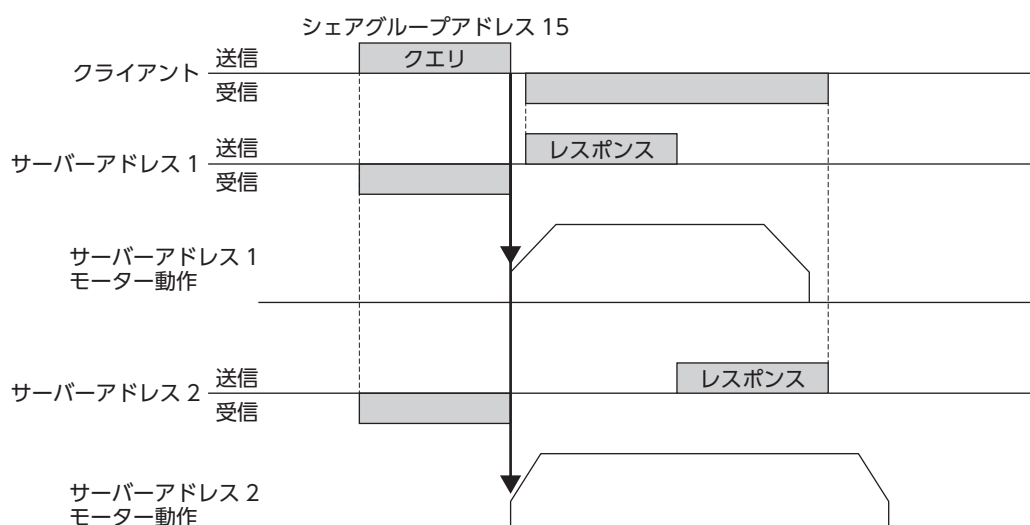 シェアグループアドレス 15
クライアント
送信
受信
クエリ
サーバーアドレス 1
送信
受信
レスポンス
サーバーアドレス 1
モーター動作
サーバーアドレス 2
送信
受信
レスポンス
サーバーアドレス 2
モーター動作